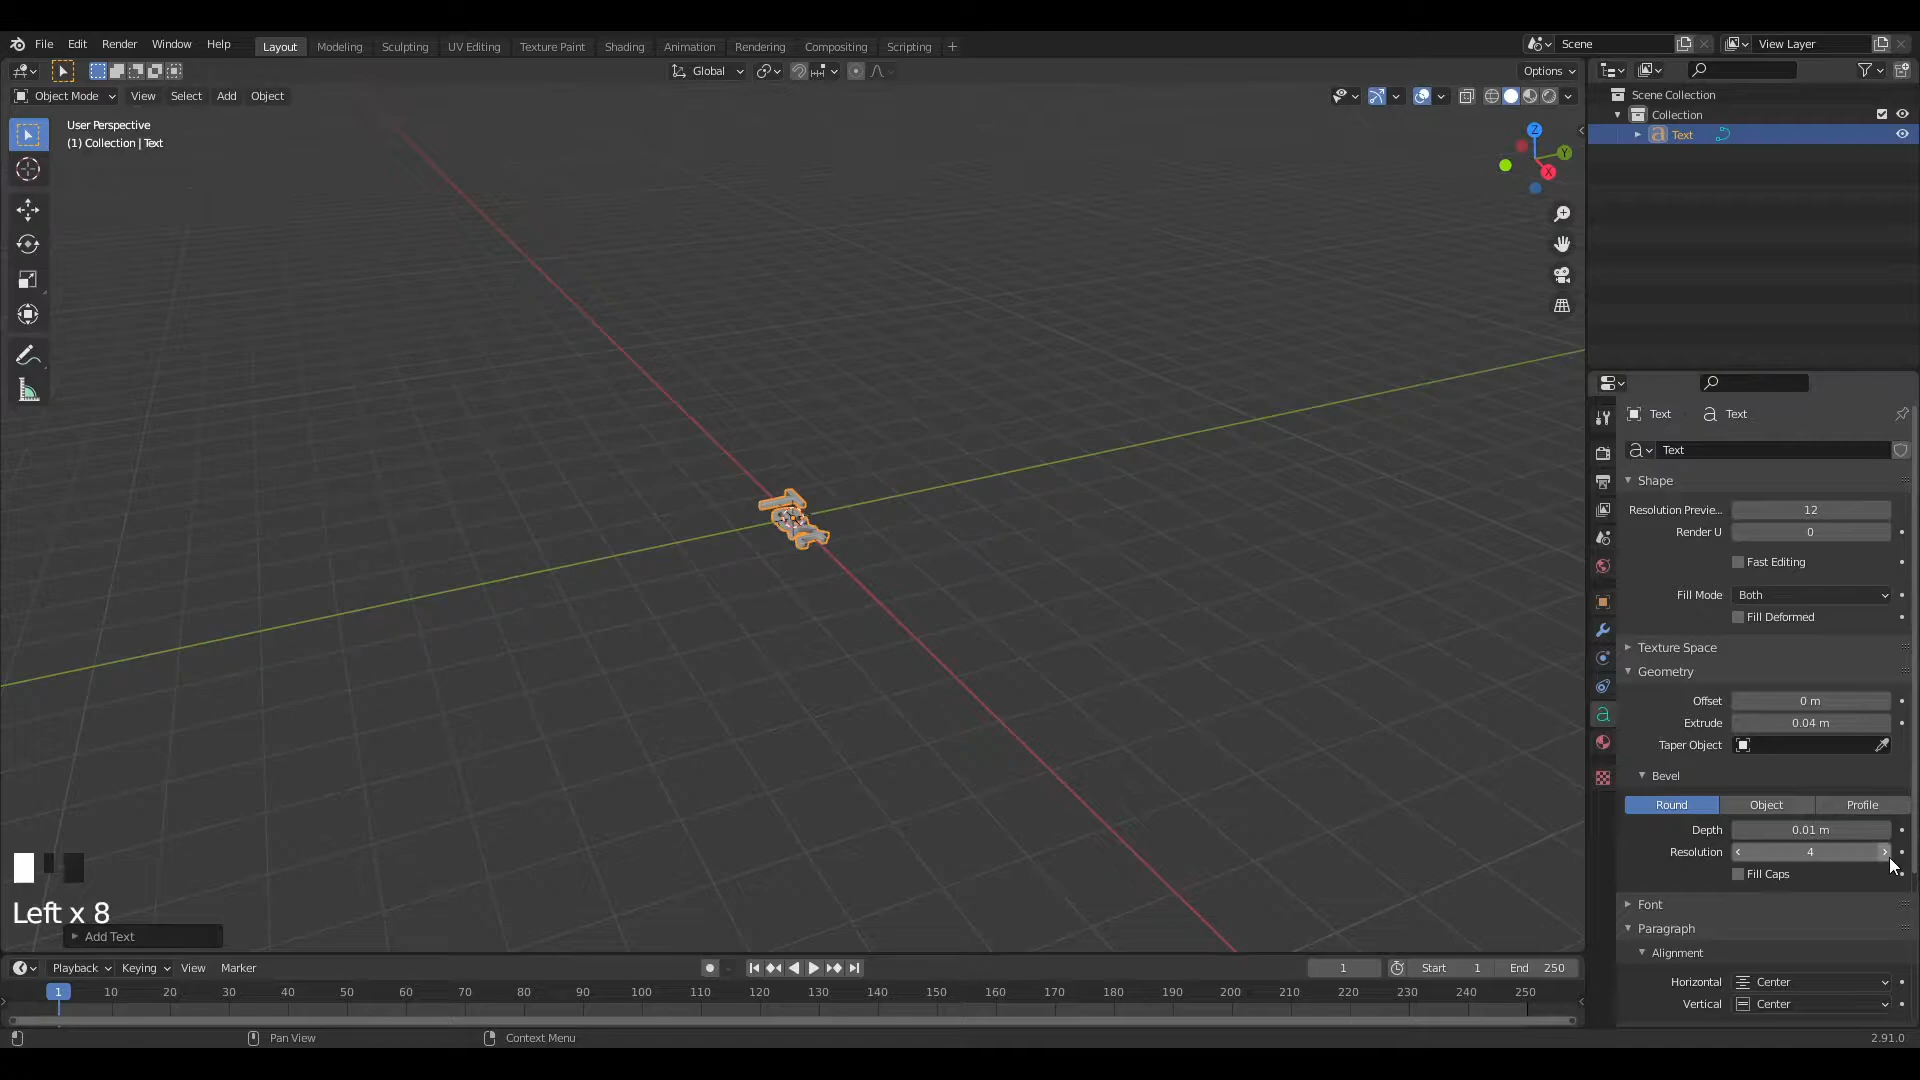 File Edit Render Window Help Layout Modeling Sculpting UV Editing Texture Paint Shading Animation Rendering Compositing Scripting + Scene View Layer
Global Options
Object Mode View Select Add Object
User Perspective
(1) Collection | Text
Z
Y
X
Scene Collection
Collection
Text
Text Text
Text
Shape
Resolution Previe... 12
Render U 0
Fast Editing
Fill Mode Both
Fill Deformed
Texture Space
Geometry
Offset 0 m
Extrude 0.04 m
Taper Object
Bevel
Round Object Profile
Depth 0.01 m
Resolution 4
Fill Caps
Font
Paragraph
Alignment
Horizontal Center
Vertical Center
Left x 8
Add Text
Playback Keying View Marker 1 Start 1 End 250
1 10 20 30 40 50 60 70 80 90 100 110 120 130 140 150 160 170 180 190 200 210 220 230 240 250
Pan View Context Menu 2.91.0